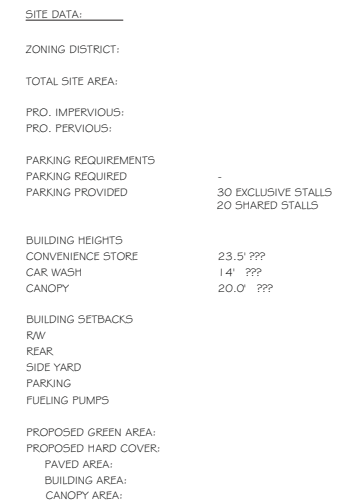 SITE DATA:
ZONING DISTRICT:
TOTAL SITE AREA:
PRO. IMPERVIOUS:
PRO. PERVIOUS:
PARKING REQUIREMENTS
PARKING REQUIRED -
PARKING PROVIDED 30 EXCLUSIVE STALLS
20 SHARED STALLS
BUILDING HEIGHTS
CONVENIENCE STORE 23.5' ???
CAR WASH 14' ???
CANOPY 20.0' ???
BUILDING SETBACKS
R/W
REAR
SIDE YARD
PARKING
FUELING PUMPS
PROPOSED GREEN AREA:
PROPOSED HARD COVER:
PAVED AREA:
BUILDING AREA:
CANOPY AREA: